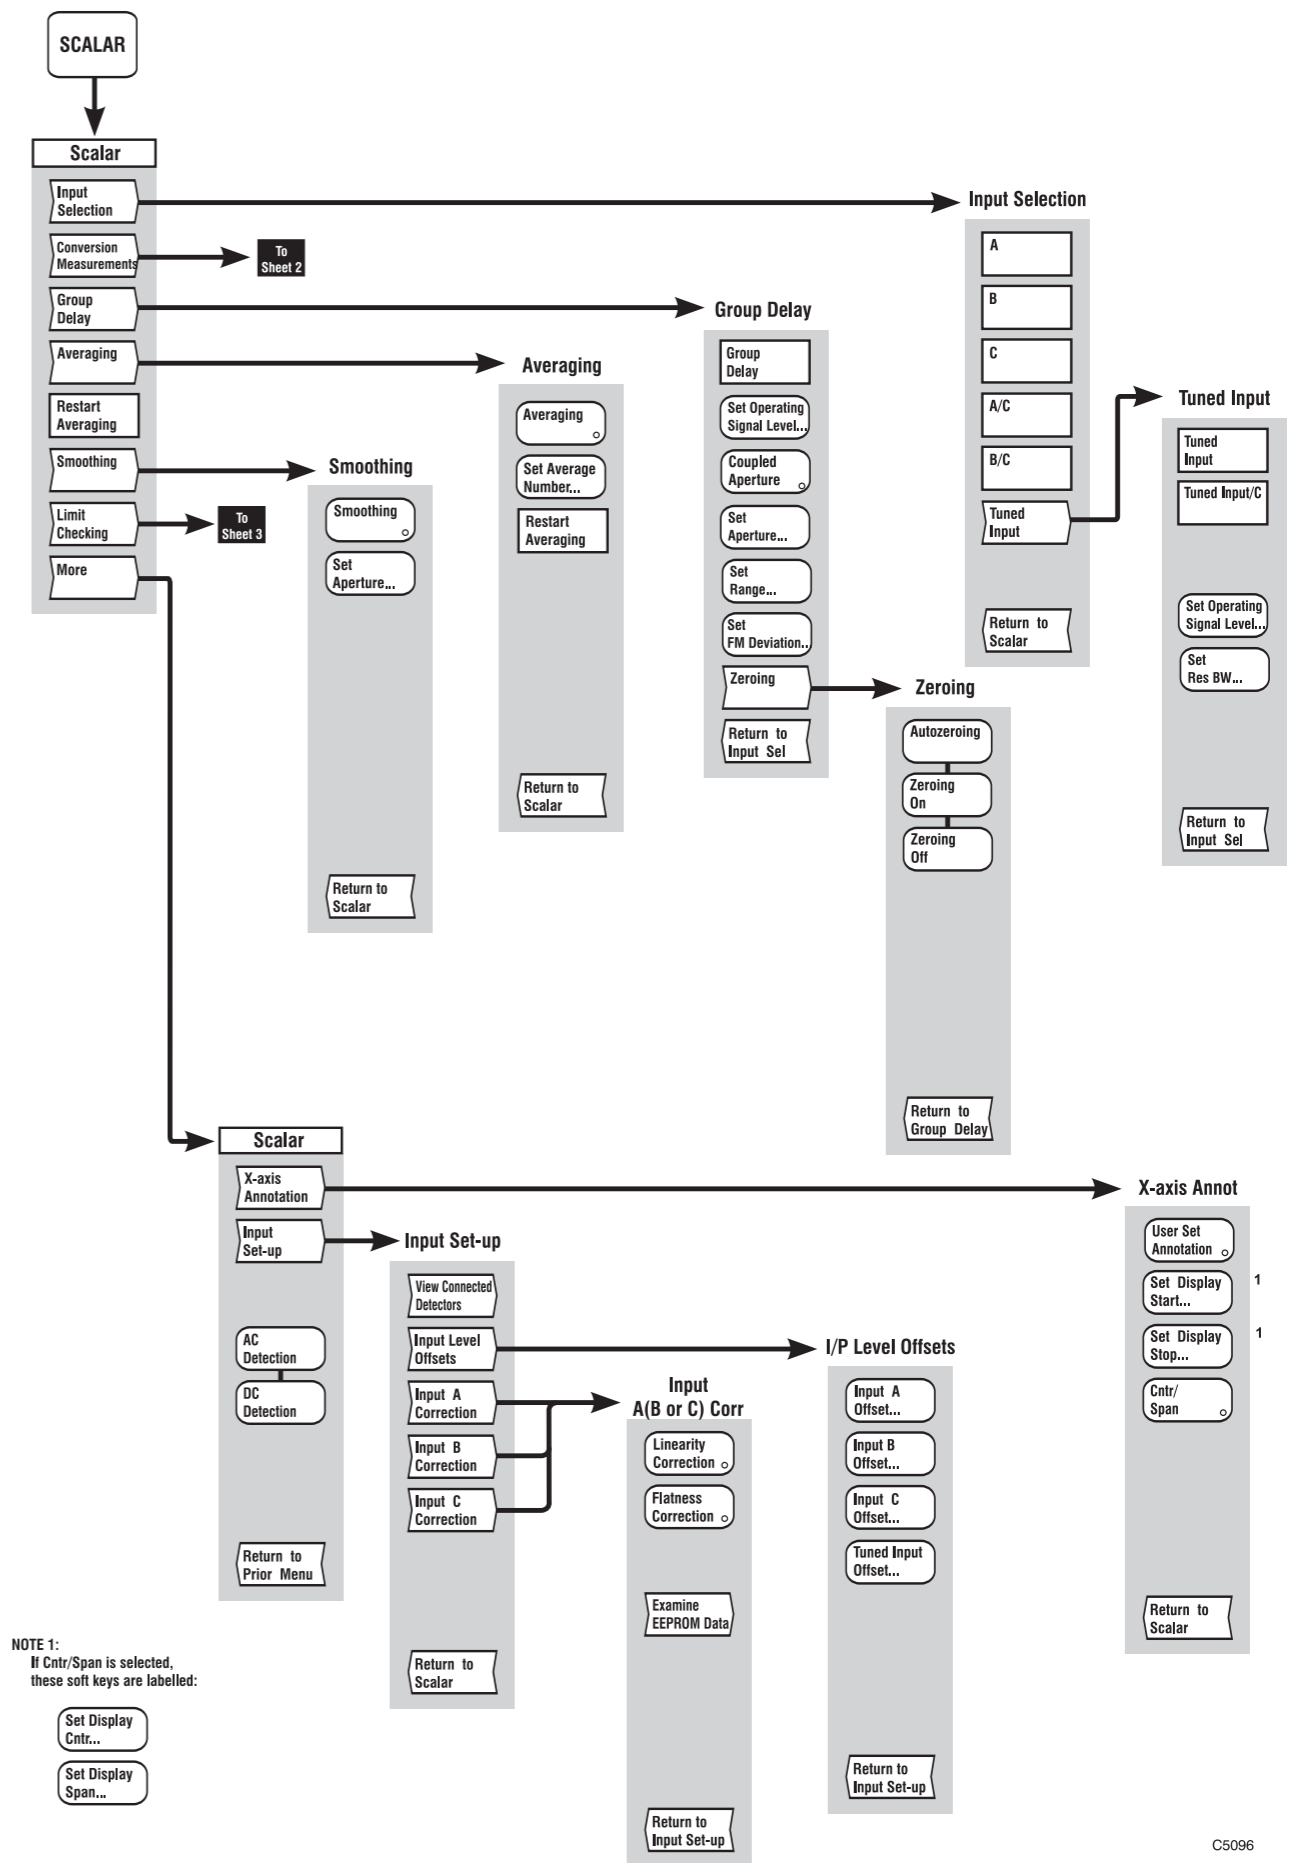 SCALAR
Scalar
Input
Selection
Conversion
Measurements
Group
Delay
Averaging
Restart
Averaging
Smoothing
Limit
Checking
More
To
Sheet 2
To
Sheet 3
Smoothing
Smoothing
Set
Aperture...
Return to
Scalar
Averaging
Averaging
Set Average
Number...
Restart
Averaging
Return to
Scalar
Group Delay
Group
Delay
Set Operating
Signal Level...
Coupled
Aperture
Set
Aperture...
Set
Range...
Set
FM Deviation..
Zeroing
Return to
Input Sel
Zeroing
Autozeroing
Zeroing
On
Zeroing
Off
Return to
Group Delay
Input Selection
A
B
C
A/C
B/C
Tuned
Input
Return to
Scalar
Tuned Input
Tuned
Input
Tuned Input/C
Set Operating
Signal Level...
Set
Res BW...
Return to
Input Sel
Scalar
X-axis
Annotation
Input
Set-up
AC
Detection
DC
Detection
Return to
Prior Menu
Input Set-up
View Connected
Detectors
Input Level
Offsets
Input A
Correction
Input B
Correction
Input C
Correction
Return to
Scalar
Input
A(B or C) Corr
Linearity
Correction
Flatness
Correction
Examine
EEPROM Data
Return to
Input Set-up
I/P Level Offsets
Input A
Offset...
Input B
Offset...
Input C
Offset...
Tuned Input
Offset...
Return to
Input Set-up
X-axis Annot
User Set
Annotation
Set Display
Start...
1
Set Display
Stop...
1
Cntr/
Span
Return to
Scalar
NOTE 1:
If Cntr/Span is selected,
these soft keys are labelled:
Set Display
Cntr...
Set Display
Span...
C5096